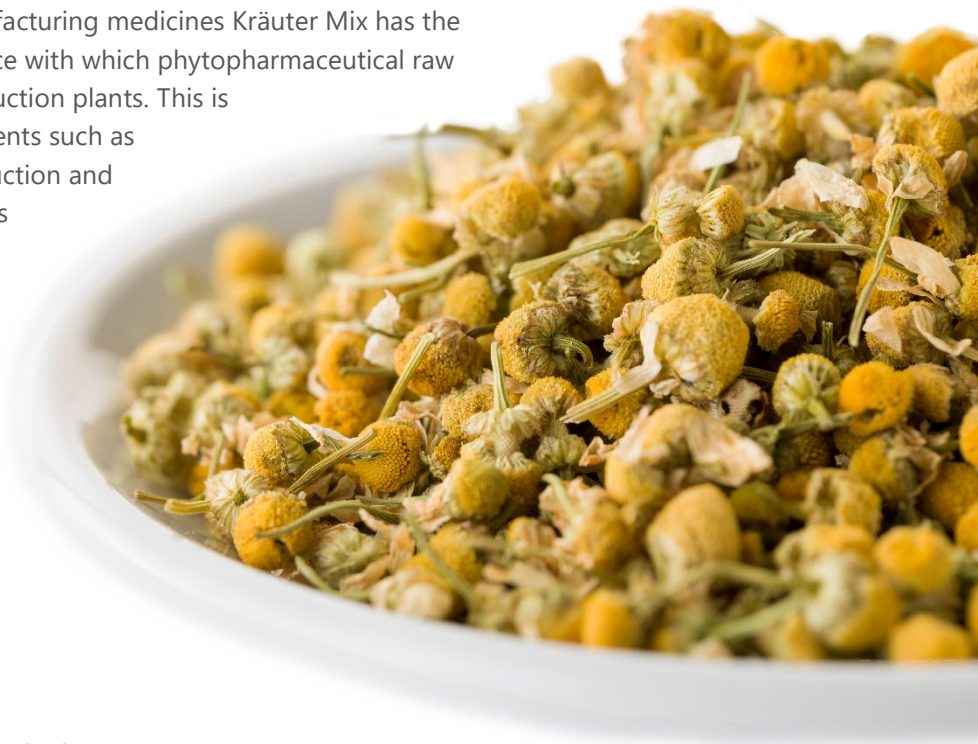 facturing medicines Kräuter Mix has the
ce with which phytopharmaceutical raw
uction plants. This is
ents such as
uction and
s